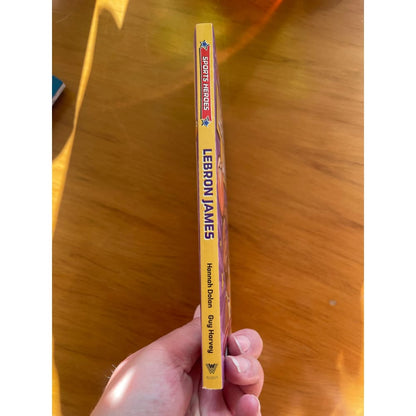 SPORTS HEROES
LEBRON JAMES
Hannah Dolan Guy Harvey